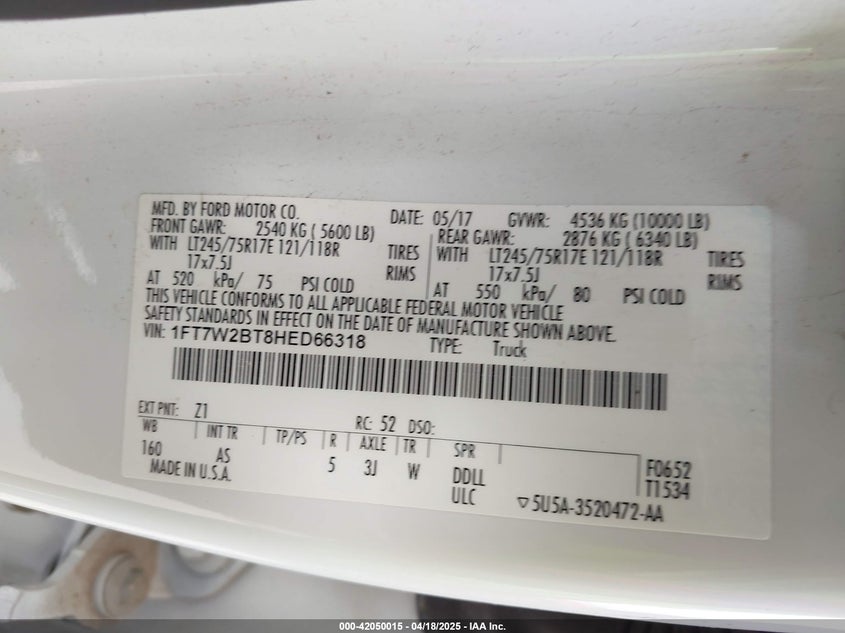 MFD. BY FORD MOTOR CO. DATE: 05/17 GVWR: 4536 KG (10000 LB)
FRONT GAWR: 2540 KG ( 5600 LB) REAR GAWR: 2876 KG ( 6340 LB)
WITH LT245/75R17E 121/118R TIRES WITH LT245/75R17E 121/118R TIRES
17x7.5J RIMS 17x7.5J RIMS
AT 520 kPa/ 75 PSI COLD AT 550 kPa/ 80 PSI COLD
THIS VEHICLE CONFORMS TO ALL APPLICABLE FEDERAL MOTOR VEHICLE
SAFETY STANDARDS IN EFFECT ON THE DATE OF MANUFACTURE SHOWN ABOVE.
VIN: 1FT7W2BT8HED66318 TYPE: Truck
EXT PNT: Z1 RC: 52 DSO:
WB INT TR TP/PS R AXLE TR SPR
160 AS 5 3J W DDLL F0652
MADE IN U.S.A. ULC T1534
▽5U5A-3520472-AA
000-42050015 - 04/18/2025 - IAA Inc.